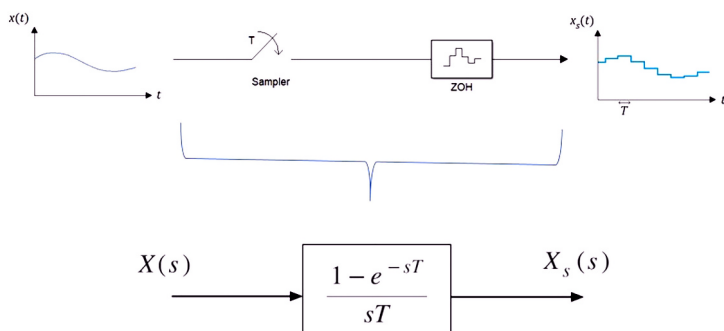 x(t)
x_s(t)
T
Sampler
ZOH
t
t
T
X(s)
1 - e^{-sT}
sT
X_s(s)